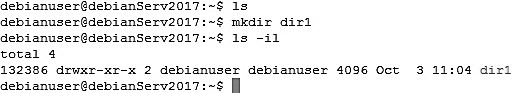 debianuser@debianServ2017:~$ ls
debianuser@debianServ2017:~$ mkdir dir1
debianuser@debianServ2017:~$ ls -il
total 4
132386 drwxr-xr-x 2 debianuser debianuser 4096 Oct  3 11:04 dir1
debianuser@debianServ2017:~$